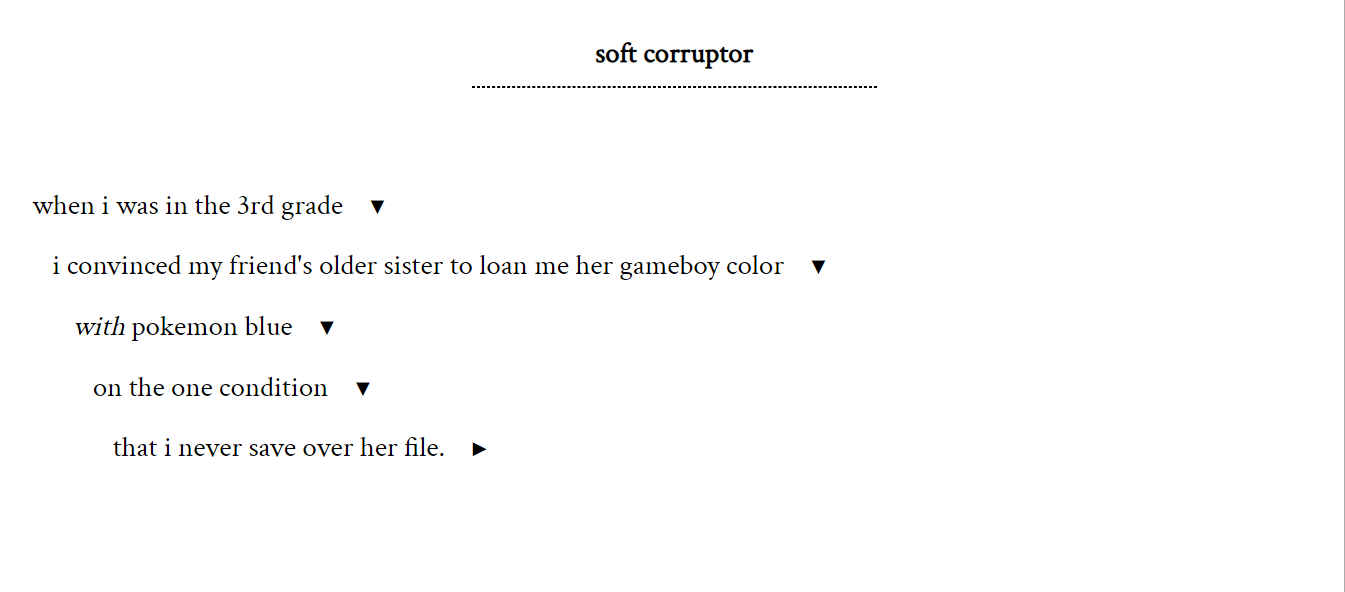 soft corruptor
when i was in the 3rd grade ▼
i convinced my friend's older sister to loan me her gameboy color ▼
with pokemon blue ▼
on the one condition ▼
that i never save over her file. ►